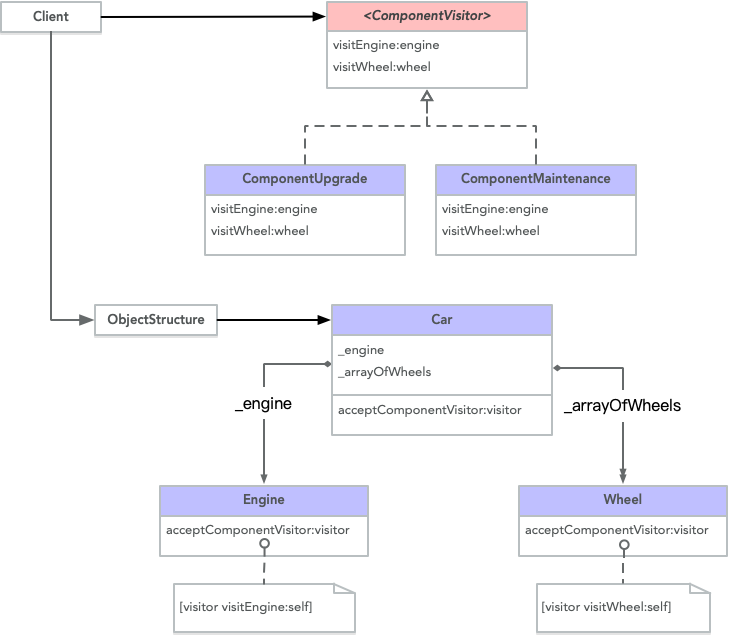 Client
<ComponentVisitor>
visitEngine:engine
visitWheel:wheel
ComponentUpgrade
visitEngine:engine
visitWheel:wheel
ComponentMaintenance
visitEngine:engine
visitWheel:wheel
ObjectStructure
Car
_engine
_arrayOfWheels
acceptComponentVisitor:visitor
_engine
_arrayOfWheels
Engine
acceptComponentVisitor:visitor
Wheel
acceptComponentVisitor:visitor
[visitor visitEngine:self]
[visitor visitWheel:self]